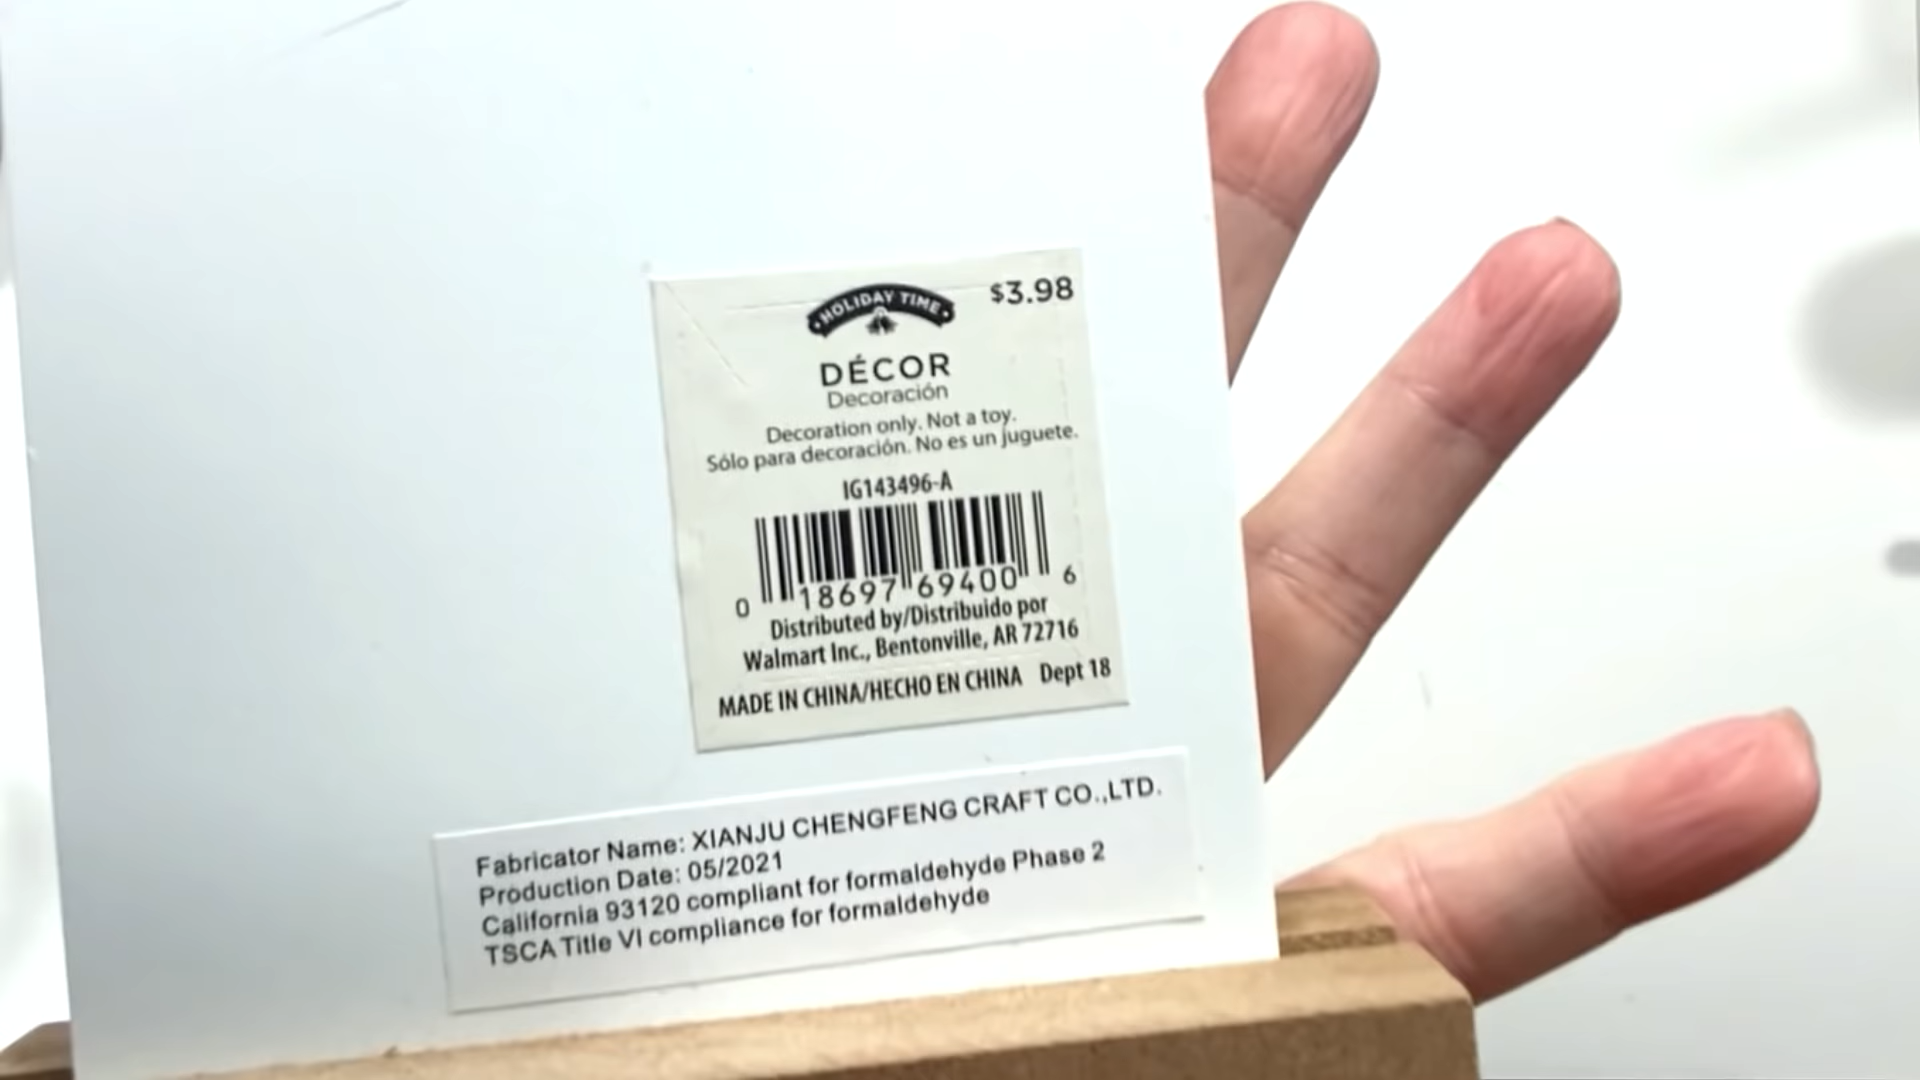 HOLIDAY TIME
$3.98
DÉCOR
Decoración
Decoration only. Not a toy.
Sólo para decoración. No es un juguete.
IG143496-A
0 18697 69400 6
Distributed by/Distribuido por
Walmart Inc., Bentonville, AR 72716
MADE IN CHINA/HECHO EN CHINA Dept 18
Fabricator Name: XIANJU CHENGFENG CRAFT CO.,LTD.
Production Date: 05/2021
California 93120 compliant for formaldehyde Phase 2
TSCA Title VI compliance for formaldehyde